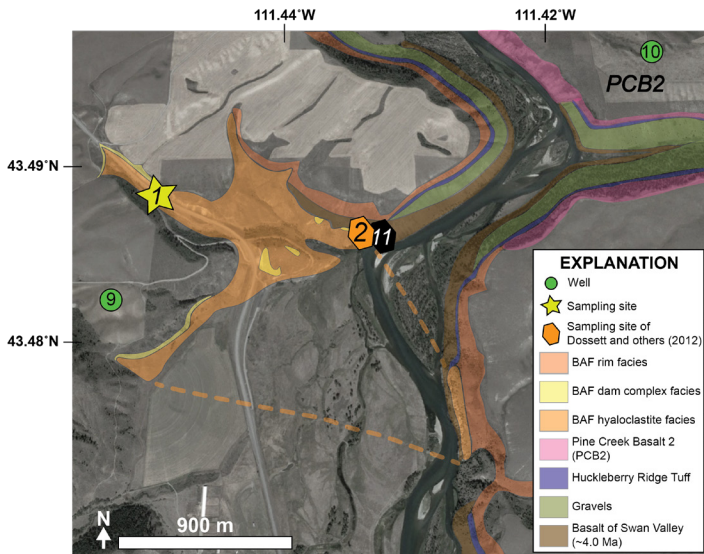 111.44°W 111.42°W
10
PCB2
43.49°N
1
2 11
9
43.48°N
EXPLANATION
Well
Sampling site
Sampling site of
Dossett and others (2012)
BAF rim facies
BAF dam complex facies
BAF hyaloclastite facies
Pine Creek Basalt 2
(PCB2)
Huckleberry Ridge Tuff
Gravels
Basalt of Swan Valley
(~4.0 Ma)
N 900 m